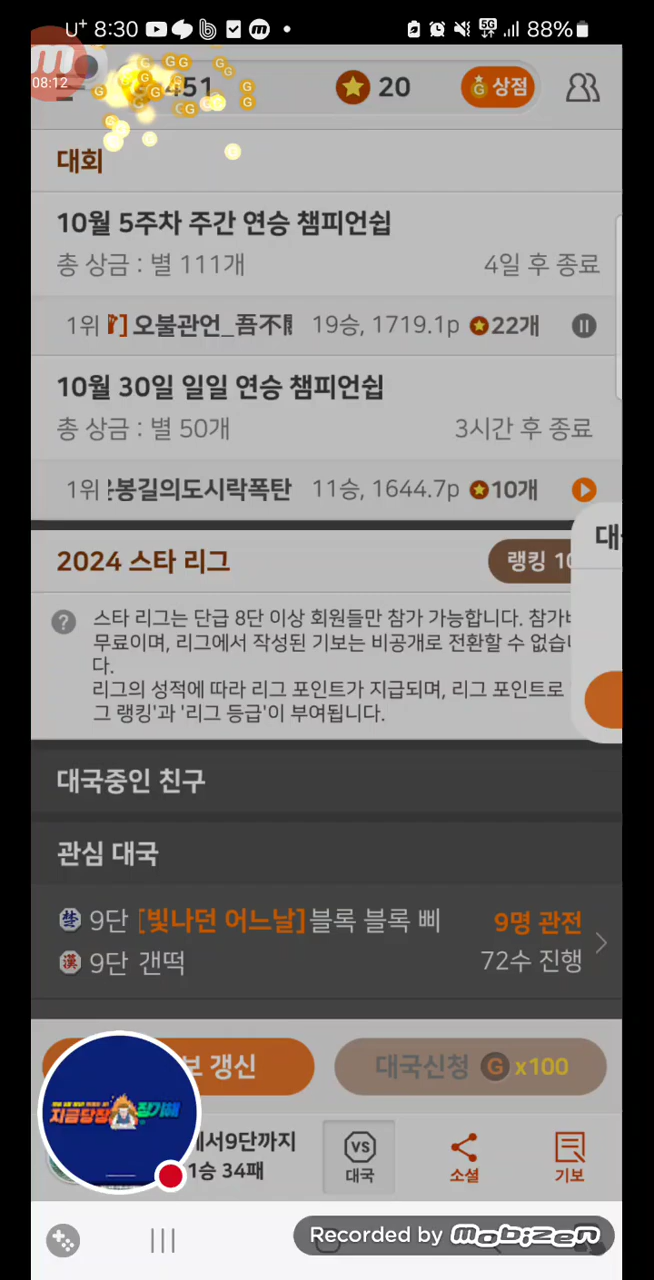 U+ 8:30 88%
08:12
451 20 상점
대회
10월 5주차 주간 연승 챔피언쉽
총 상금 : 별 111개 4일 후 종료
1위 오불관언_吾不 19승, 1719.1p 22개
10월 30일 일일 연승 챔피언쉽
총 상금 : 별 50개 3시간 후 종료
1위 봉길의도시락폭탄 11승, 1644.7p 10개
2024 스타 리그 랭킹 10
스타 리그는 단급 8단 이상 회원들만 참가 가능합니다. 참가
무료이며, 리그에서 작성된 기보는 비공개로 전환할 수 없습
다.
리그의 성적에 따라 리그 포인트가 지급되며, 리그 포인트로
그 랭킹'과 '리그 등급'이 부여됩니다.
대국중인 친구
관심 대국
楚 9단 [빛나던 어느날]블록 블록 삐 9명 관전
漢 9단 갠떡 72수 진행
보 갱신 대국신청 G x100
지금당장 장기해
에서9단까지
1승 34패
VS
대국 소셜 기보
Recorded by mobizen